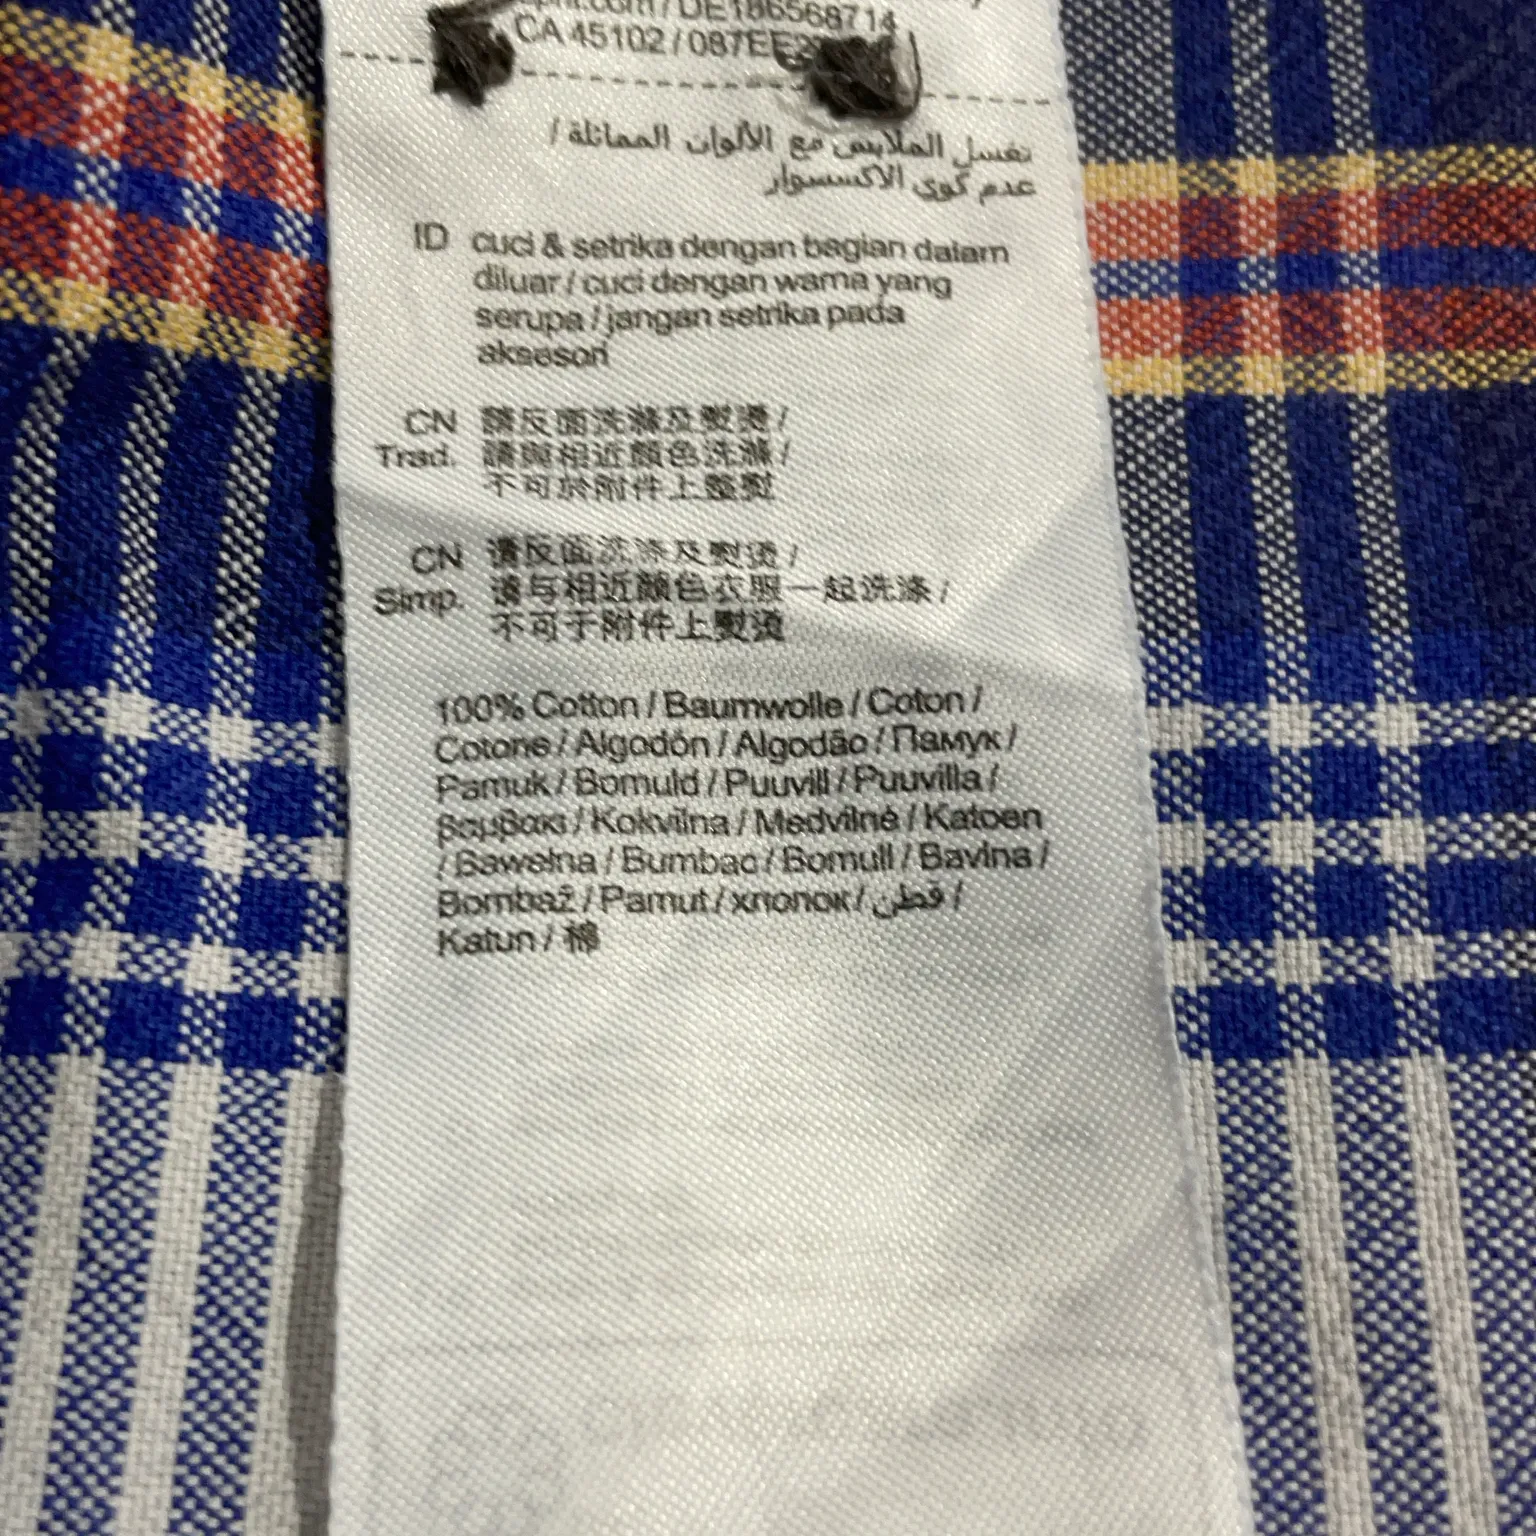 DE186568714
CA 45102 / 087EE2
تغسل الملابس مع الألوان المماثلة /
عدم كوى الاكسسوار
ID cuci & setrika dengan bagian dalam
diluar / cuci dengan warna yang
serupa / jangan setrika pada
aksesori
CN 請反面洗滌及熨燙 /
Trad. 請與相近顏色洗滌 /
不可於附件上整熨
CN 请反面洗涤及熨烫 /
Simp. 请与相近颜色衣服一起洗涤 /
不可于附件上熨烫
100% Cotton / Baumwolle / Coton /
Cotone / Algodón / Algodão / Памук /
Pamuk / Bomuld / Puuvill / Puuvilla /
βαμβακι / Kokvilna / Medvilnė / Katoen
/ Bawełna / Bumbac / Bomull / Bavlna /
Bombaž / Pamut / хлопок / قطن /
Katun / 棉